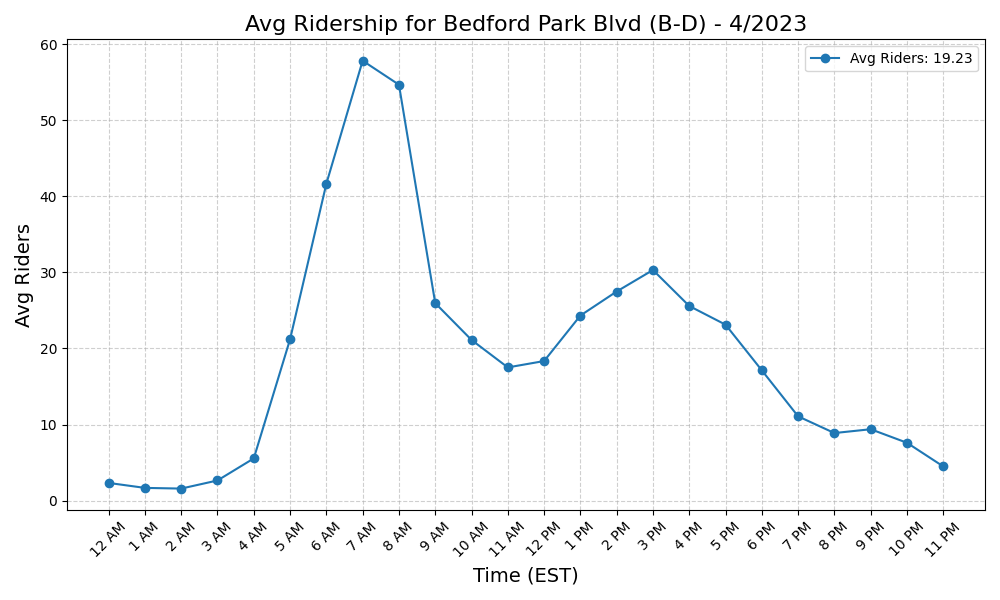 Avg Ridership for Bedford Park Blvd (B-D) - 4/2023
Avg Riders: 19.23
60
50
40
30
20
10
0
Avg Riders
12 AM
1 AM
2 AM
3 AM
4 AM
5 AM
6 AM
7 AM
8 AM
9 AM
10 AM
11 AM
12 PM
1 PM
2 PM
3 PM
4 PM
5 PM
6 PM
7 PM
8 PM
9 PM
10 PM
11 PM
Time (EST)